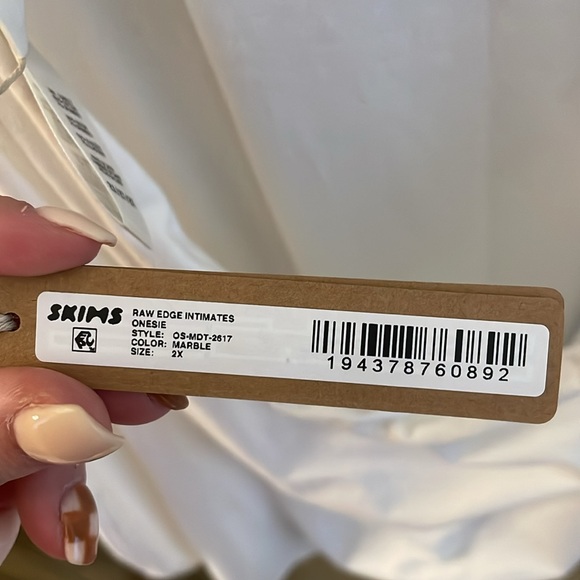 SKIMS
RAW EDGE INTIMATES
ONESIE
STYLE: OS-MDT-2617
COLOR: MARBLE
SIZE: 2X
194378760892